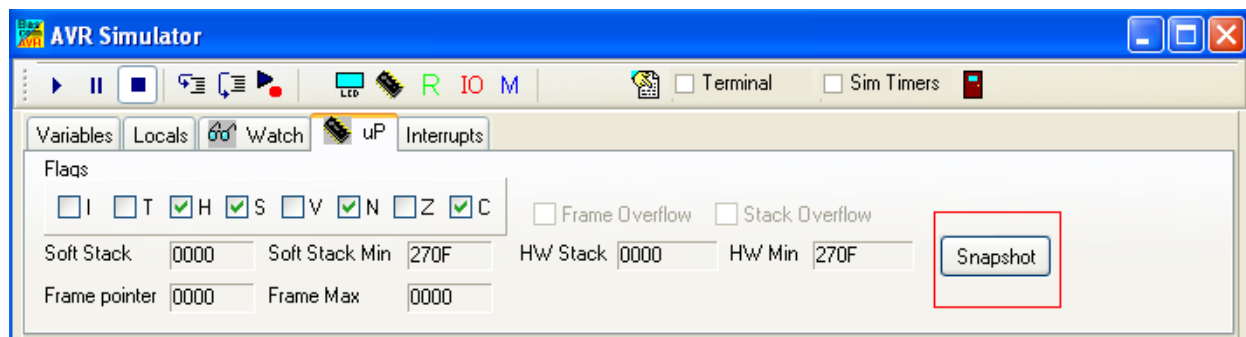 AVR Simulator
LCD R IO M Terminal Sim Timers
Variables Locals Watch uP Interrupts
Flags
I T H S V N Z C Frame Overflow Stack Overflow
Soft Stack 0000 Soft Stack Min 270F HW Stack 0000 HW Min 270F Snapshot
Frame pointer 0000 Frame Max 0000